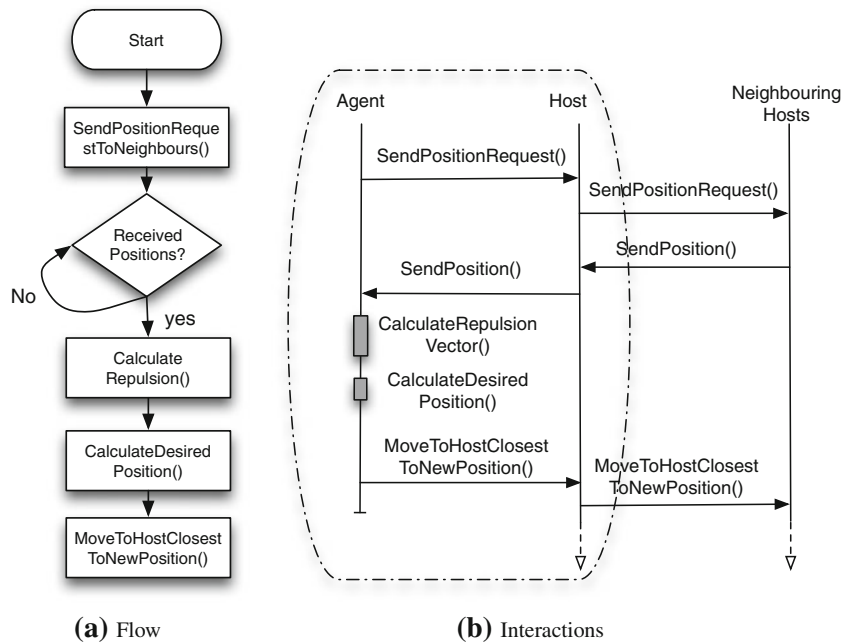 Start
SendPositionReque
stToNeighbours()
Received
Positions?
No
yes
Calculate
Repulsion()
CalculateDesired
Position()
MoveToHostClosest
ToNewPosition()
(a) Flow
Agent
Host
Neighbouring
Hosts
SendPositionRequest()
SendPositionRequest()
SendPosition()
SendPosition()
CalculateRepulsion
Vector()
CalculateDesired
Position()
MoveToHostClosest
ToNewPosition()
MoveToHostClosest
ToNewPosition()
(b) Interactions